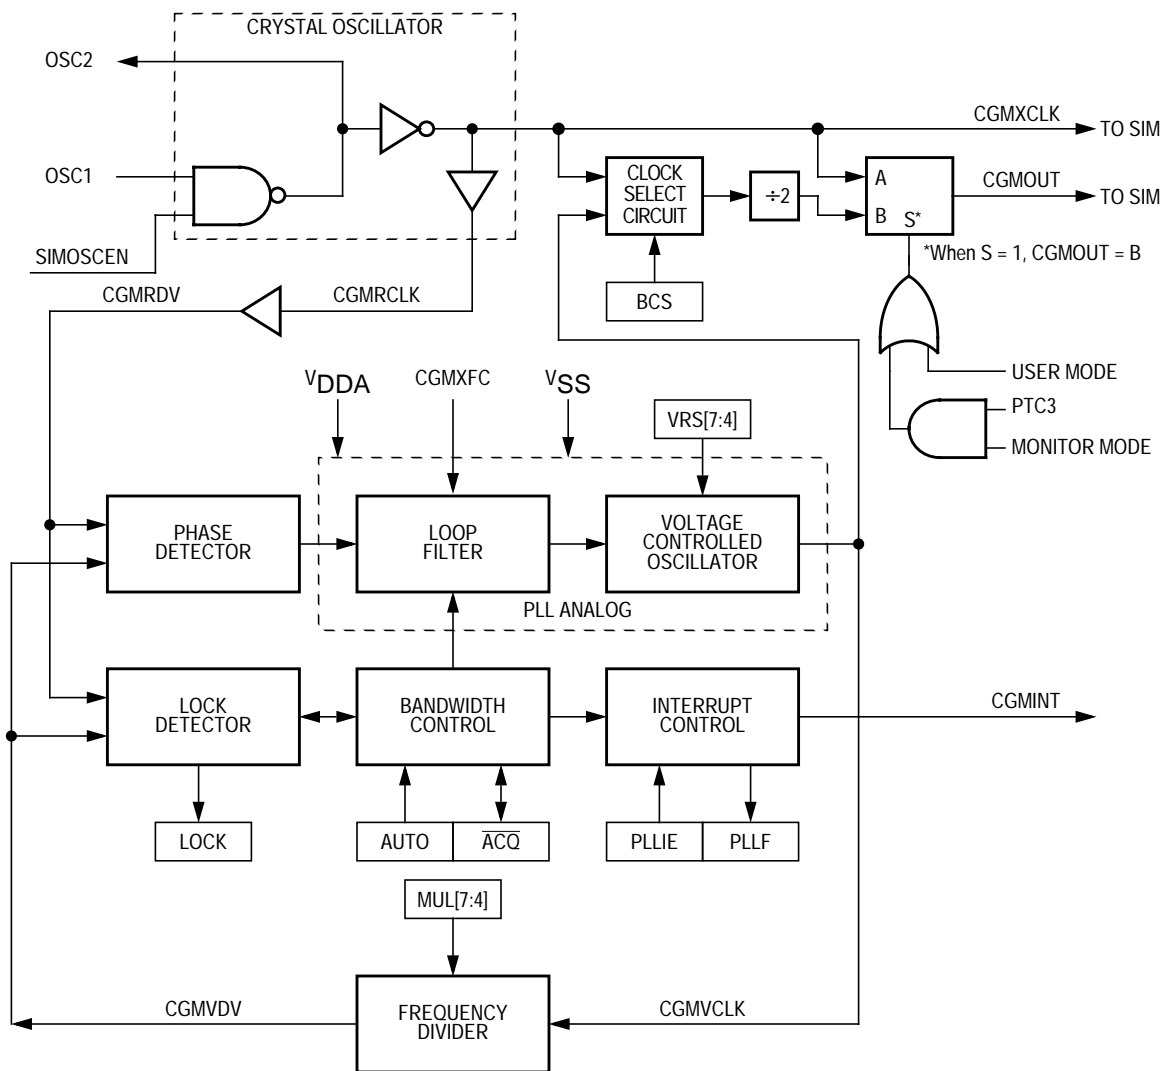 CRYSTAL OSCILLATOR
OSC2
CGMXCLK
TO SIM
OSC1
CLOCK
SELECT
CIRCUIT
÷2
A
B
S*
CGMOUT
TO SIM
*When S = 1, CGMOUT = B
SIMOSCEN
CGMRDV
CGMRCLK
BCS
USER MODE
PTC3
MONITOR MODE
VDDA
CGMXFC
VSS
VRS[7:4]
PHASE
DETECTOR
LOOP
FILTER
VOLTAGE
CONTROLLED
OSCILLATOR
PLL ANALOG
LOCK
DETECTOR
BANDWIDTH
CONTROL
INTERRUPT
CONTROL
CGMINT
LOCK
AUTO
ACQ
PLLIE
PLLF
MUL[7:4]
CGMVDV
FREQUENCY
DIVIDER
CGMVCLK